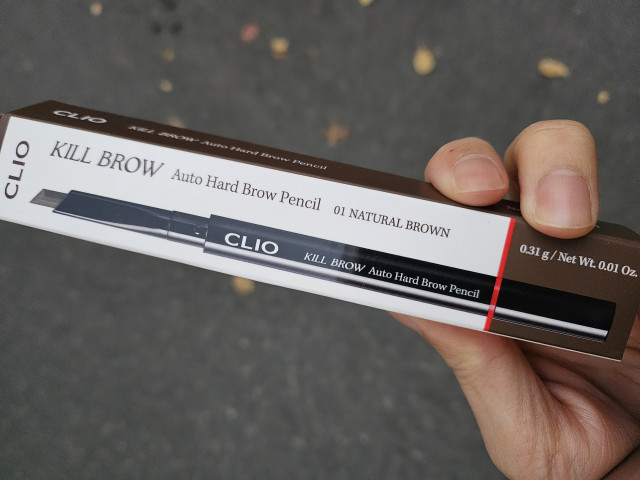 CLIO KILL BROW Auto Hard Brow Pencil
CLIO
KILL BROW Auto Hard Brow Pencil 01 NATURAL BROWN
0.31 g / Net Wt. 0.01 Oz.
CLIO KILL BROW Auto Hard Brow Pencil